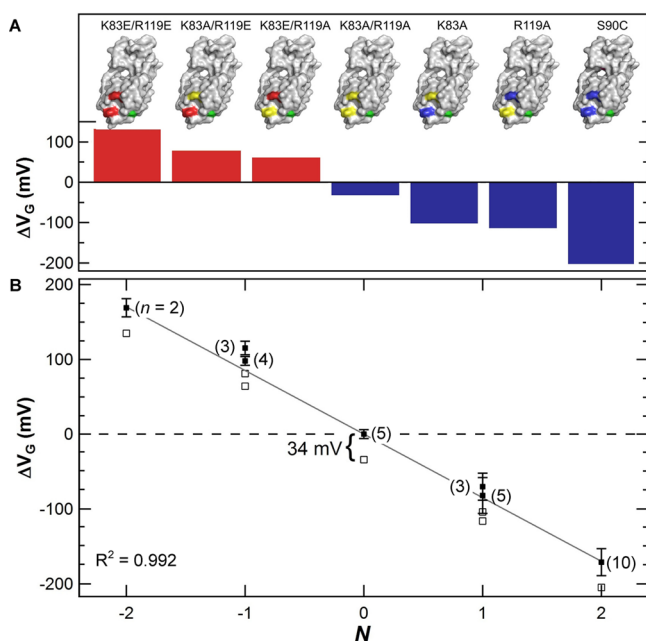 A
K83E/R119E K83A/R119E K83E/R119A K83A/R119A K83A R119A S90C
ΔV_G (mV)
100
0
-100
-200
B
ΔV_G (mV)
200
100
0
-100
-200
(n = 2)
(3) (4)
(5)
34 mV {
(3) (5)
(10)
R² = 0.992
-2 -1 0 1 2
N